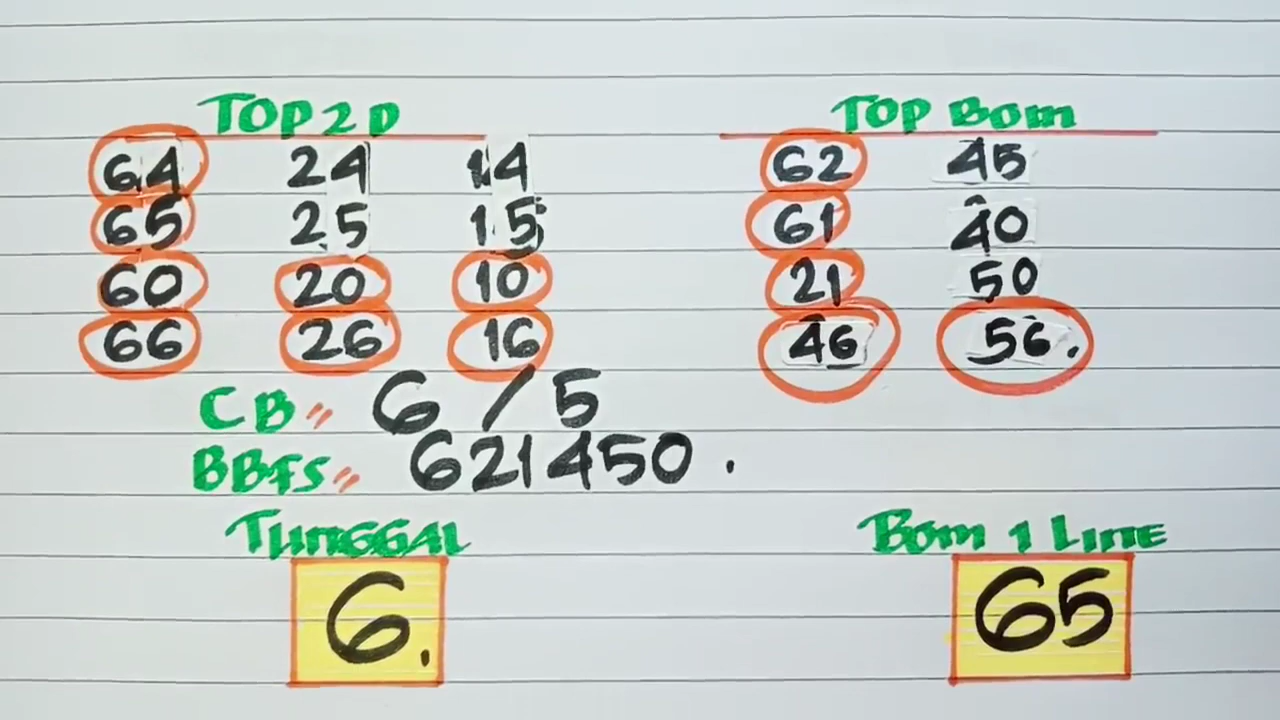 TOP 2 D TOP Bom
64 24 14 62 45
65 25 15 61 40
60 20 10 21 50
66 26 16 46 56.
CB= 6 / 5
BBFS= 621450 .
TUNGGAL Bom 1 LINE
6. 65